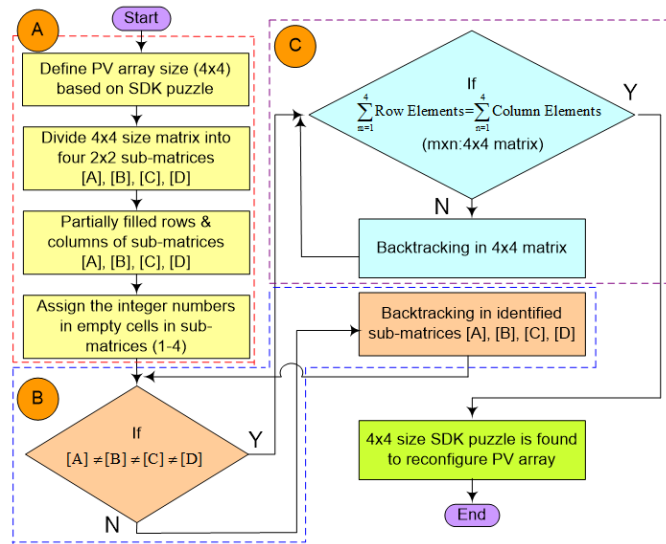 Start
A
Define PV array size (4x4)
based on SDK puzzle
Divide 4x4 size matrix into
four 2x2 sub-matrices
[A], [B], [C], [D]
Partially filled rows &
columns of sub-matrices
[A], [B], [C], [D]
Assign the integer numbers
in empty cells in sub-
matrices (1-4)
B
If
[A] ≠ [B] ≠ [C] ≠ [D]
Y
N
C
If
4 ∑ m=1 Row Elements= 4 ∑ n=1 Column Elements
(mxn:4x4 matrix)
Y
N
Backtracking in 4x4 matrix
Backtracking in identified
sub-matrices [A], [B], [C], [D]
4x4 size SDK puzzle is found
to reconfigure PV array
End